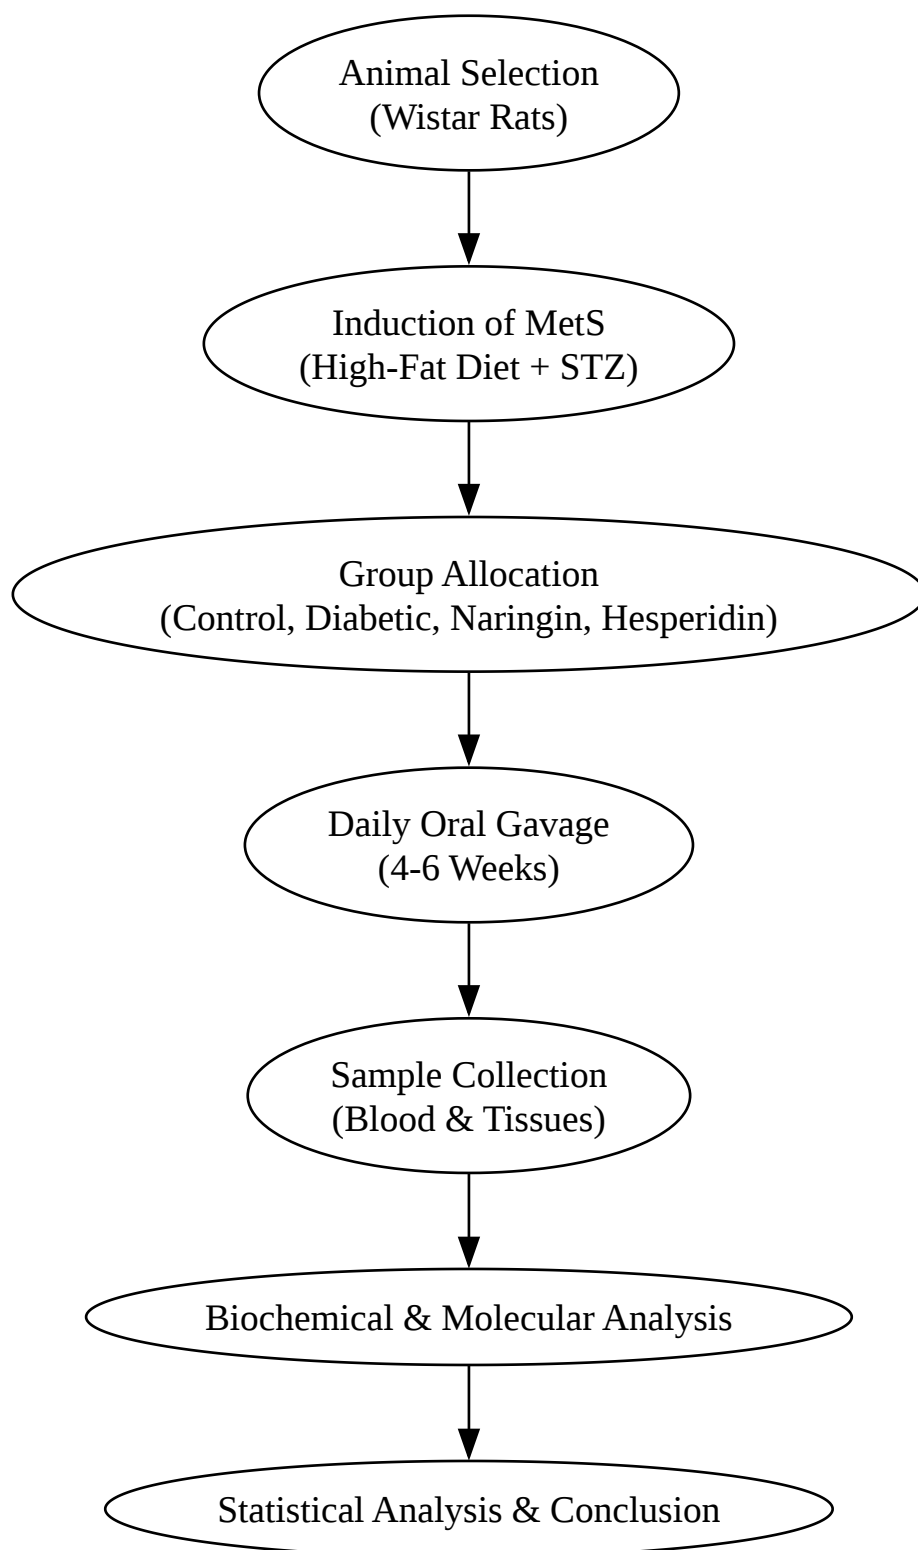 Animal Selection
(Wistar Rats)
Induction of MetS
(High-Fat Diet + STZ)
Group Allocation
(Control, Diabetic, Naringin, Hesperidin)
Daily Oral Gavage
(4-6 Weeks)
Sample Collection
(Blood & Tissues)
Biochemical & Molecular Analysis
Statistical Analysis & Conclusion